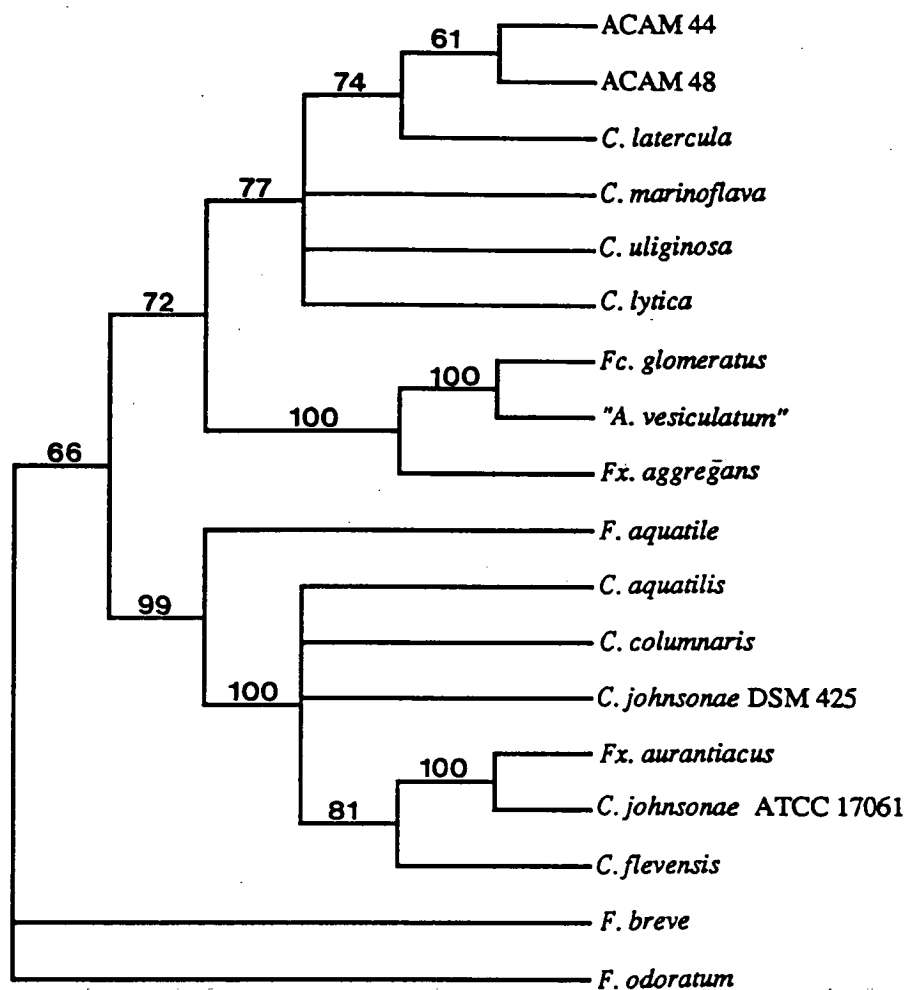 ACAM 44
61
ACAM 48
74
C. latercula
77
C. marinoflava
C. uliginosa
C. lytica
72
Fc. glomeratus
100
"A. vesiculatum"
100
Fx. aggregans
66
F. aquatile
C. aquatilis
99
C. columnaris
100
C. johnsonae DSM 425
Fx. aurantiacus
100
C. johnsonae ATCC 17061
81
C. flevensis
F. breve
F. odoratum